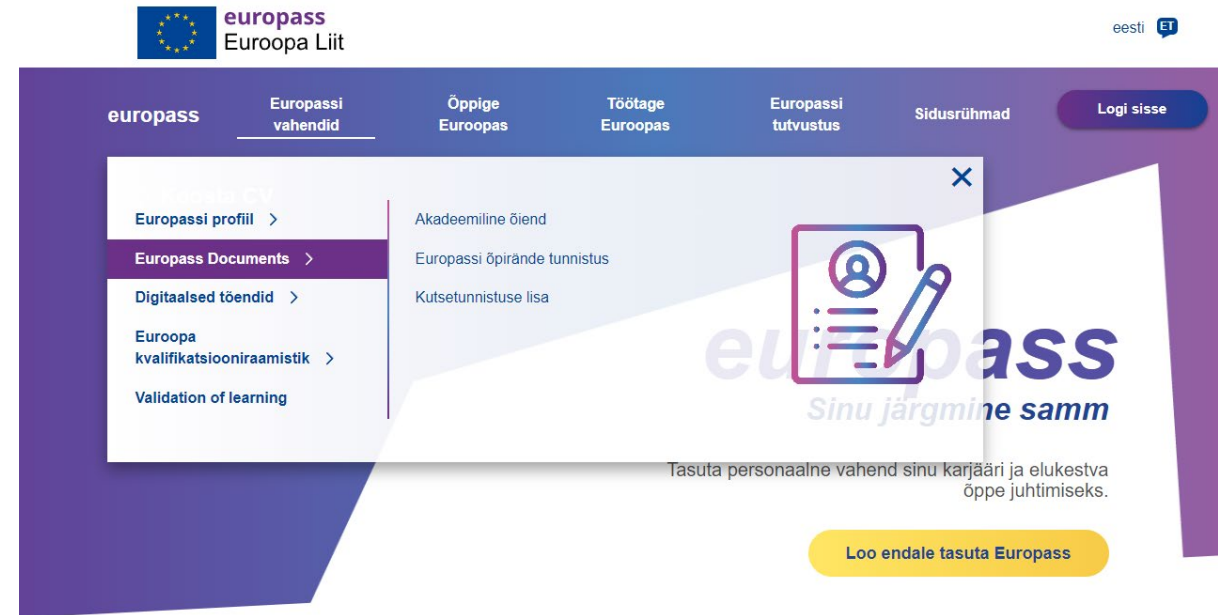 europass
Euroopa Liit
eesti ET
europass
Europassi
vahendid
Õppige
Euroopas
Töötage
Euroopas
Europassi
tutvustus
Sidusrühmad
Logi sisse
Europassi profiil
Europass Documents
Digitaalsed tõendid
Euroopa
kvalifikatsiooniraamistik
Validation of learning
Akadeemiline õiend
Europassi õpirände tunnistus
Kutsetunnistuse lisa
europass
Sinu järgmine samm
Tasuta personaalne vahend sinu karjääri ja elukestva
õppe juhtimiseks.
Loo endale tasuta Europass